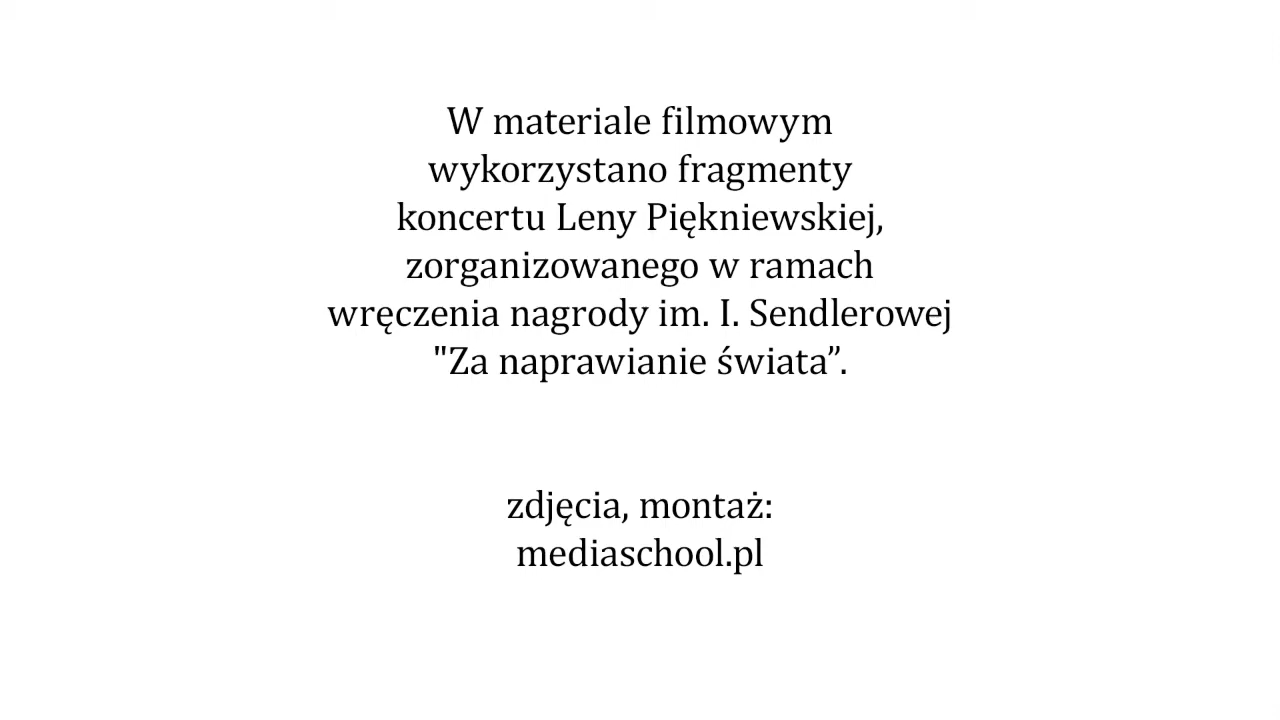 W materiale filmowym
wykorzystano fragmenty
koncertu Leny Piękniewskiej,
zorganizowanego w ramach
wręczenia nagrody im. I. Sendlerowej
"Za naprawianie świata”.
zdjęcia, montaż:
mediaschool.pl